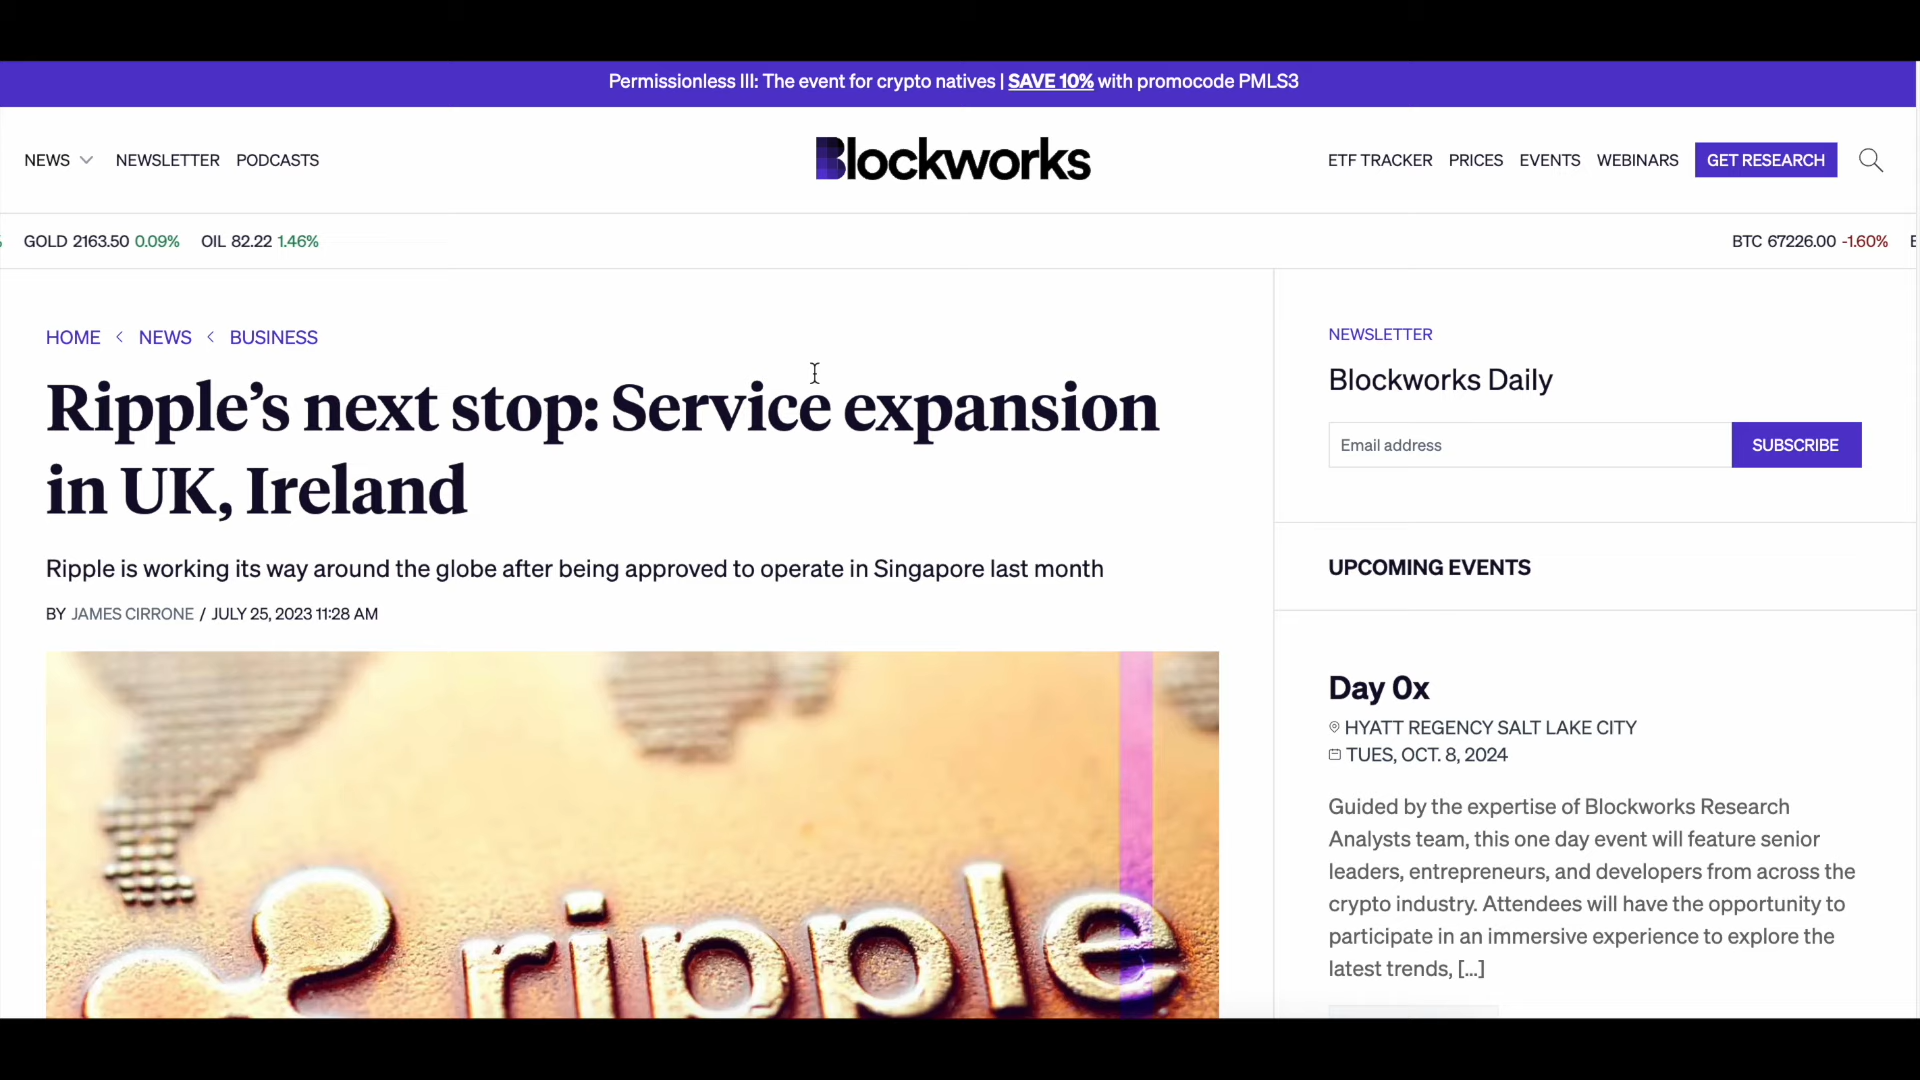 Permissionless III: The event for crypto natives | SAVE 10% with promocode PMLS3
NEWS NEWSLETTER PODCASTS
Blockworks
ETF TRACKER PRICES EVENTS WEBINARS GET RESEARCH
GOLD 2163.50 0.09% OIL 82.22 1.46%
BTC 67226.00 -1.60%
HOME < NEWS < BUSINESS
Ripple’s next stop: Service expansion
in UK, Ireland
Ripple is working its way around the globe after being approved to operate in Singapore last month
BY JAMES CIRRONE / JULY 25, 2023 11:28 AM
ripple
NEWSLETTER
Blockworks Daily
Email address SUBSCRIBE
UPCOMING EVENTS
Day 0x
HYATT REGENCY SALT LAKE CITY
TUES, OCT. 8, 2024
Guided by the expertise of Blockworks Research
Analysts team, this one day event will feature senior
leaders, entrepreneurs, and developers from across the
crypto industry. Attendees will have the opportunity to
participate in an immersive experience to explore the
latest trends, [...]